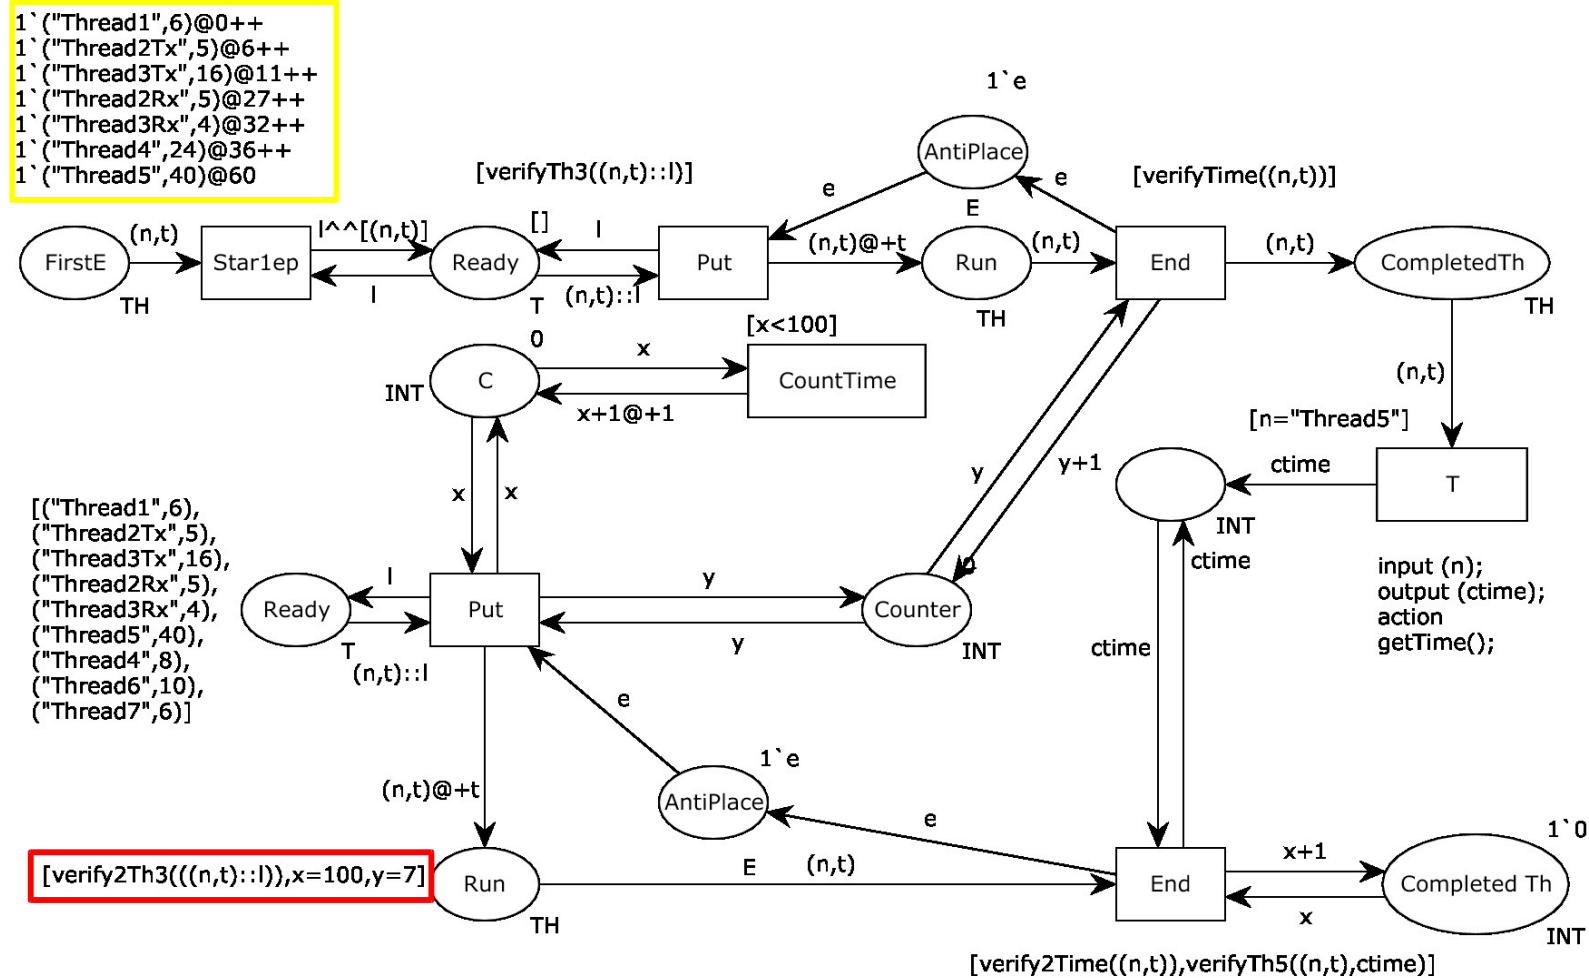 1`("Thread1",6)@0++
1`("Thread2Tx",5)@6++
1`("Thread3Tx",16)@11++
1`("Thread2Rx",5)@27++
1`("Thread3Rx",4)@32++
1`("Thread4",24)@36++
1`("Thread5",40)@60
1`e
AntiPlace
[verifyTh3((n,t)::l)]
[verifyTime((n,t))]
e
e
E
[]
(n,t)
l^^[(n,t)]
l
(n,t)@+t
(n,t)
(n,t)
FirstE
Star1ep
Ready
Put
Run
End
CompletedTh
l
(n,t)::l
TH
T
TH
TH
0
[x<100]
x
C
CountTime
INT
x+1@+1
(n,t)
[n="Thread5"]
y
y+1
ctime
T
x
x
INT
[("Thread1",6),
("Thread2Tx",5),
("Thread3Tx",16),
("Thread2Rx",5),
("Thread3Rx",4),
("Thread5",40),
("Thread4",8),
("Thread6",10),
("Thread7",6)]
input (n);
output (ctime);
action
getTime();
ctime
0
l
y
Ready
Put
Counter
T
(n,t)::l
y
INT
ctime
e
1`e
(n,t)@+t
AntiPlace
e
1`0
[verify2Th3(((n,t)::l)),x=100,y=7]
Run
E
(n,t)
End
x+1
x
Completed Th
TH
INT
[verify2Time((n,t)),verifyTh5((n,t),ctime)]